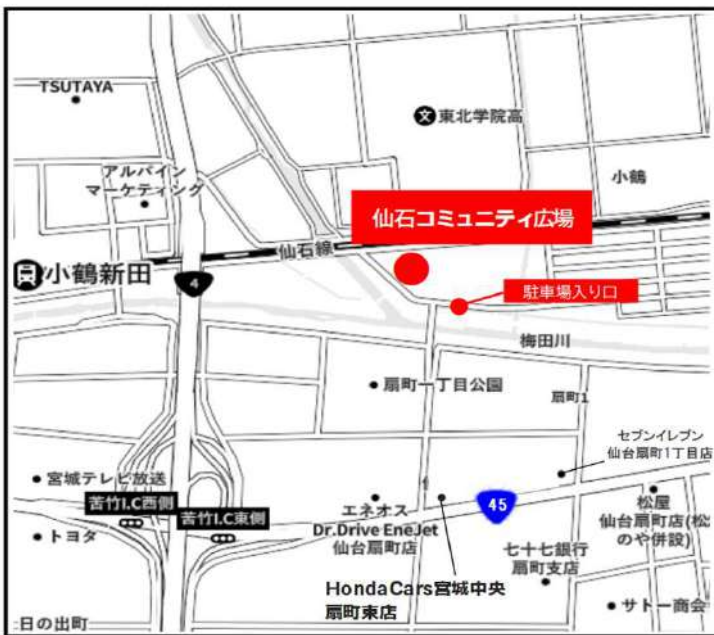 TSUTAYA
東北学院高
アルパイン
マーケティング
小鶴
仙石コミュニティ広場
仙石線
小鶴新田
4
駐車場入り口
梅田川
扇町一丁目公園
扇町1
セブンイレブン
仙台扇町1丁目店
宮城テレビ放送
苦竹I.C西側
苦竹I.C東側
トヨタ
エネオス
Dr.Drive EneJet
仙台扇町店
45
松屋
仙台扇町店(松
のや併設)
七十七銀行
扇町支店
HondaCars宮城中央
扇町東店
サトー商会
日の出町